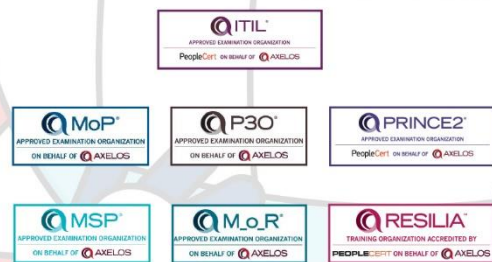 ITIL®
APPROVED EXAMINATION ORGANIZATION
PeopleCert ON BEHALF OF AXELOS
MoP®
APPROVED EXAMINATION ORGANIZATION
ON BEHALF OF AXELOS
P3O®
APPROVED EXAMINATION ORGANIZATION
ON BEHALF OF AXELOS
PRINCE2®
APPROVED EXAMINATION ORGANIZATION
PeopleCert ON BEHALF OF AXELOS
MSP®
APPROVED EXAMINATION ORGANIZATION
ON BEHALF OF AXELOS
M_o_R®
APPROVED EXAMINATION ORGANIZATION
ON BEHALF OF AXELOS
RESILIA™
TRAINING ORGANIZATION ACCREDITED BY
PEOPLECERT ON BEHALF OF AXELOS